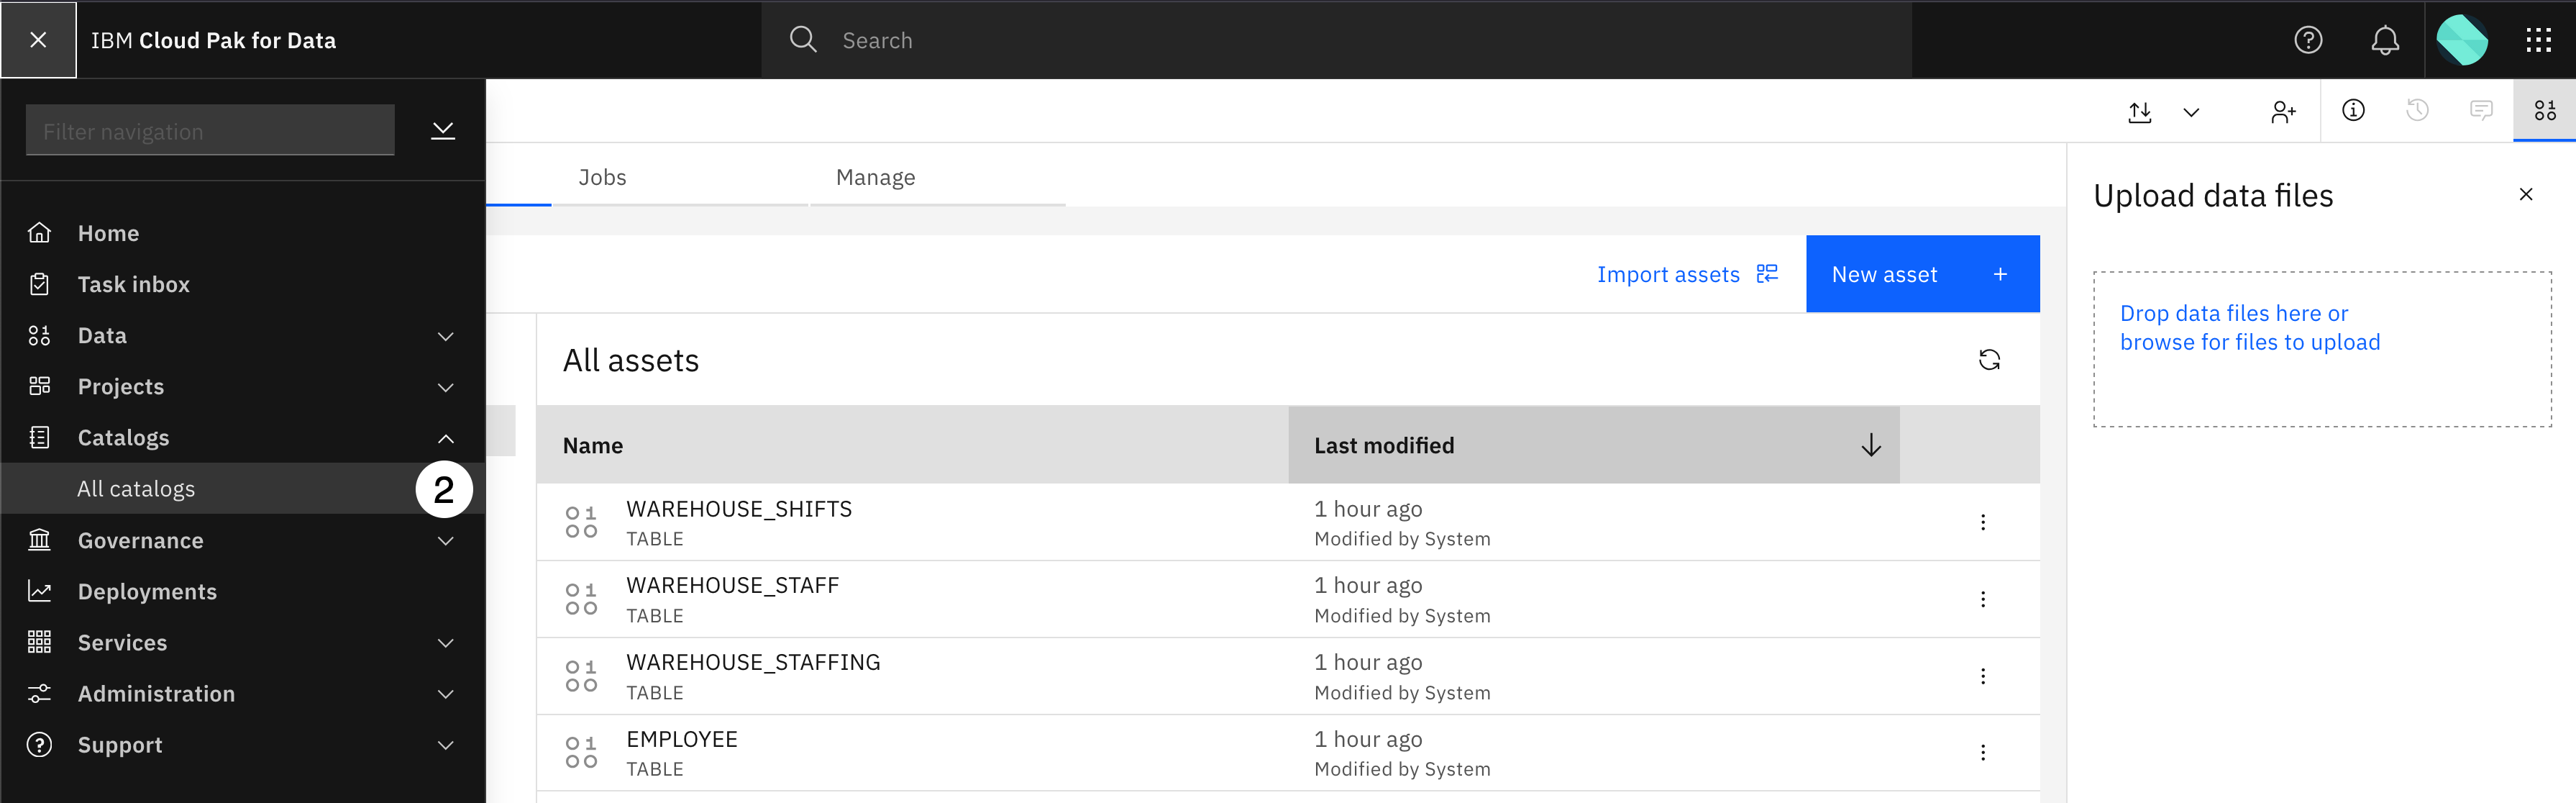 IBM Cloud Pak for Data
Search
Filter navigation
Home
Task inbox
Data
Projects
Catalogs
All catalogs
2
Governance
Deployments
Services
Administration
Support
Jobs
Manage
Import assets
New asset
All assets
Name
Last modified
WAREHOUSE_SHIFTS
TABLE
1 hour ago
Modified by System
WAREHOUSE_STAFF
TABLE
1 hour ago
Modified by System
WAREHOUSE_STAFFING
TABLE
1 hour ago
Modified by System
EMPLOYEE
TABLE
1 hour ago
Modified by System
Upload data files
Drop data files here or
browse for files to upload